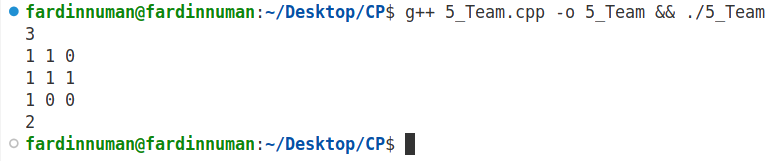 fardinnuman@fardinnuman:~/Desktop/CP$ g++ 5_Team.cpp -o 5_Team && ./5_Team
3
1 1 0
1 1 1
1 0 0
2
fardinnuman@fardinnuman:~/Desktop/CP$